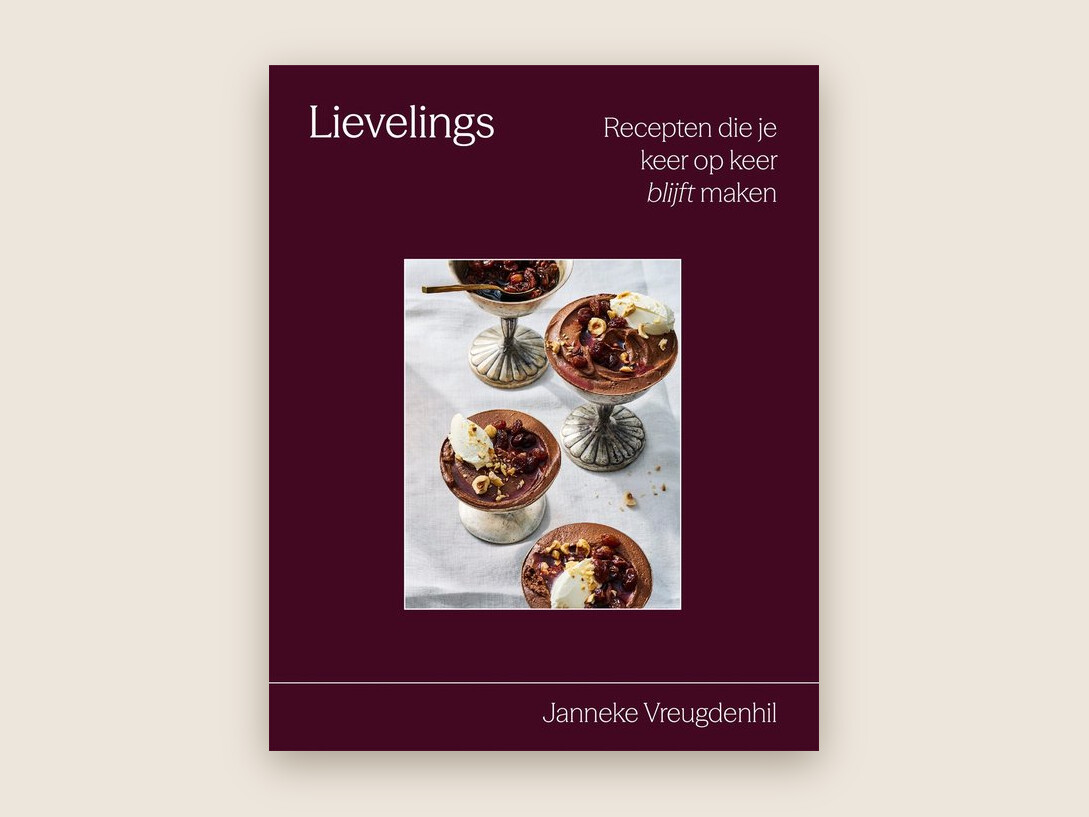 Lievelings
Recepten die je
keer op keer
blijft maken
Janneke Vreugdenhil